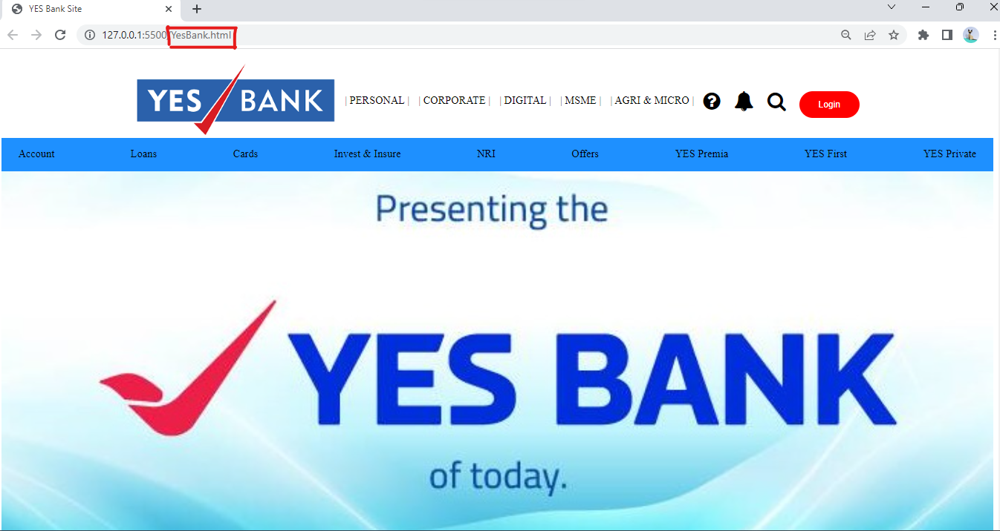 YES Bank Site
127.0.0.1:5500/YesBank.html
YES BANK
| PERSONAL | | CORPORATE | | DIGITAL | | MSME | | AGRI & MICRO | Login
Account Loans Cards Invest & Insure NRI Offers YES Premia YES First YES Private
Presenting the
YES BANK
of today.